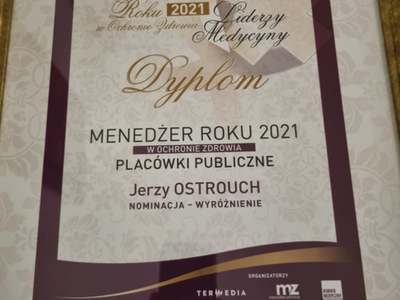 Roku 2021 Liderzy
w Ochronie Zdrowia Medycyny
Dyplom
MENEDŻER ROKU 2021
W OCHRONIE ZDROWIA
PLACÓWKI PUBLICZNE
Jerzy OSTROUCH
NOMINACJA – WYRÓŻNIENIE
ORGANIZATORZY
TERMEDIA
mz